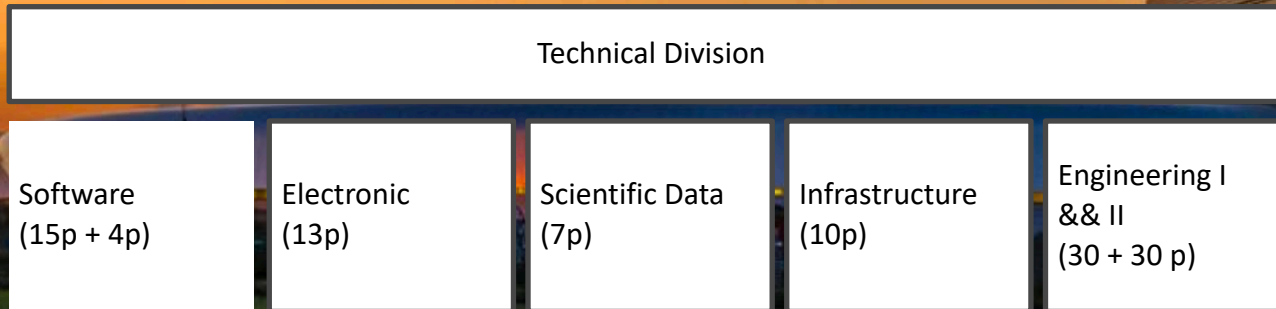 Technical Division
Software
(15p + 4p)
Electronic
(13p)
Scientific Data
(7p)
Infrastructure
(10p)
Engineering I
&& II
(30 + 30 p)